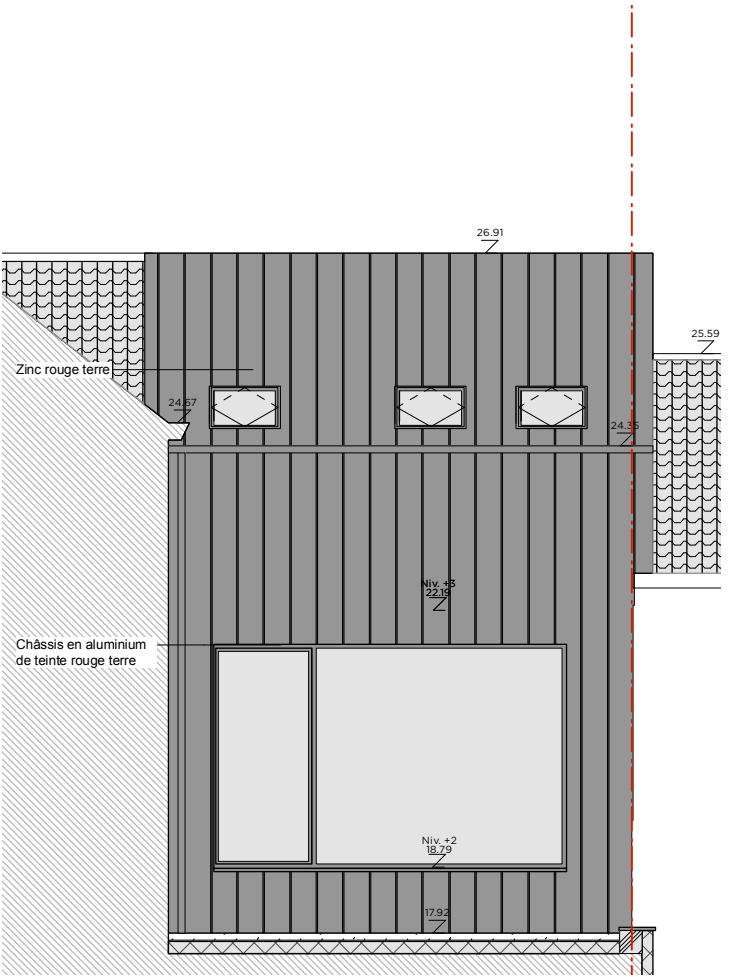 26.91
25.59
Zinc rouge terre
24.67
24.35
Niv. +3
22.19
Châssis en aluminium
de teinte rouge terre
Niv. +2
18.79
17.92